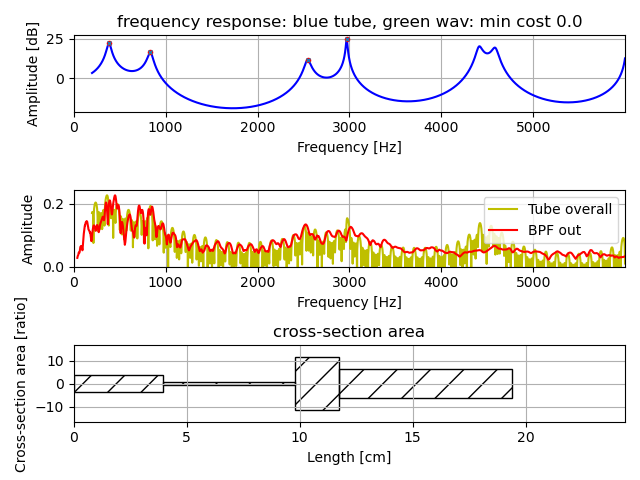 frequency response: blue tube, green wav: min cost 0.0
Amplitude [dB]
25
0
0
1000
2000
3000
4000
5000
Frequency [Hz]
Amplitude
0.2
0.0
Tube overall
BPF out
0
1000
2000
3000
4000
5000
Frequency [Hz]
cross-section area
Cross-section area [ratio]
10
0
−10
0
5
10
15
20
Length [cm]